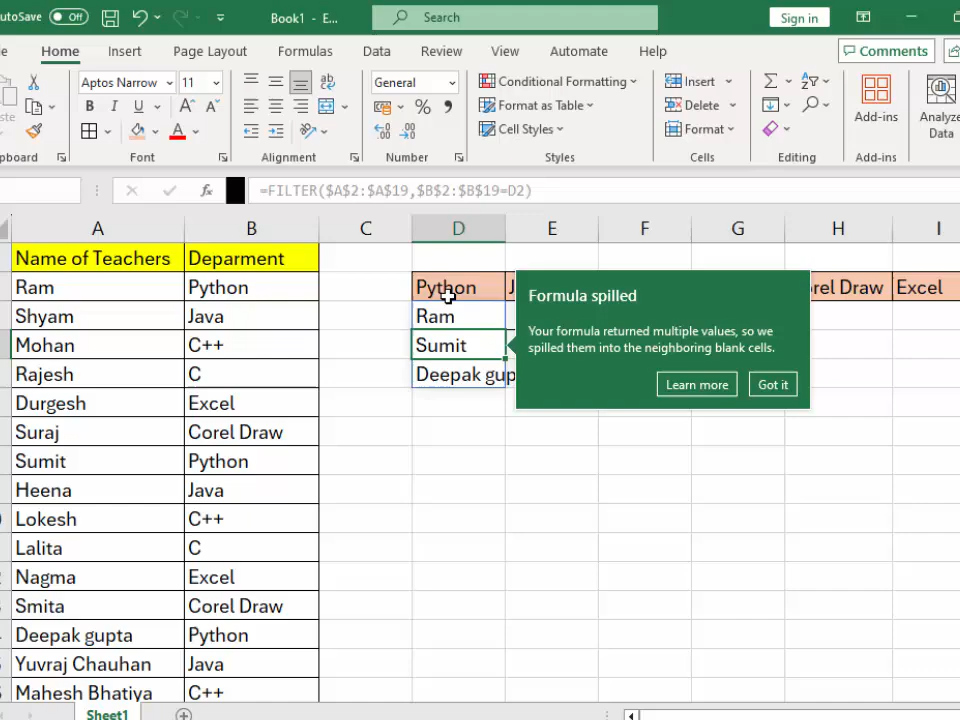 utoSave Off Book1 - E... Search Sign in
Home Insert Page Layout Formulas Data Review View Automate Help Comments
Aptos Narrow 11 General Conditional Formatting Insert
B I U Format as Table Delete Add-ins Analyze
Cell Styles Format Data
pboard Font Alignment Number Styles Cells Editing Add-ins
fx =FILTER($A$2:$A$19,$B$2:$B$19=D2)
A B C D E F G H I
Name of Teachers Deparment
Ram Python Python J rel Draw Excel
Shyam Java Ram
Mohan C++ Sumit
Rajesh C Deepak gup
Formula spilled
Your formula returned multiple values, so we
spilled them into the neighboring blank cells.
Learn more Got it
Durgesh Excel
Suraj Corel Draw
Sumit Python
Heena Java
Lokesh C++
Lalita C
Nagma Excel
Smita Corel Draw
Deepak gupta Python
Yuvraj Chauhan Java
Mahesh Bhatiya C++
Sheet1